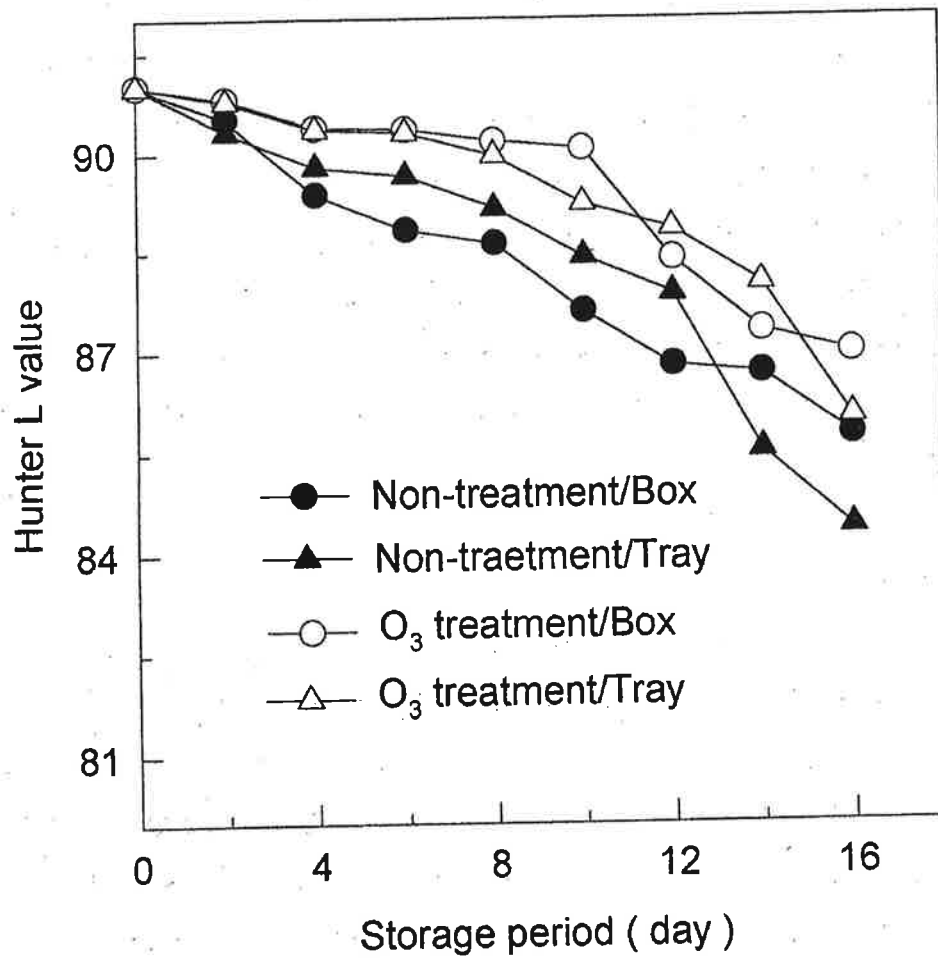 90
87
84
81
Hunter L value
Non-treatment/Box
Non-traetment/Tray
O₃ treatment/Box
O₃ treatment/Tray
0 4 8 12 16
Storage period ( day )